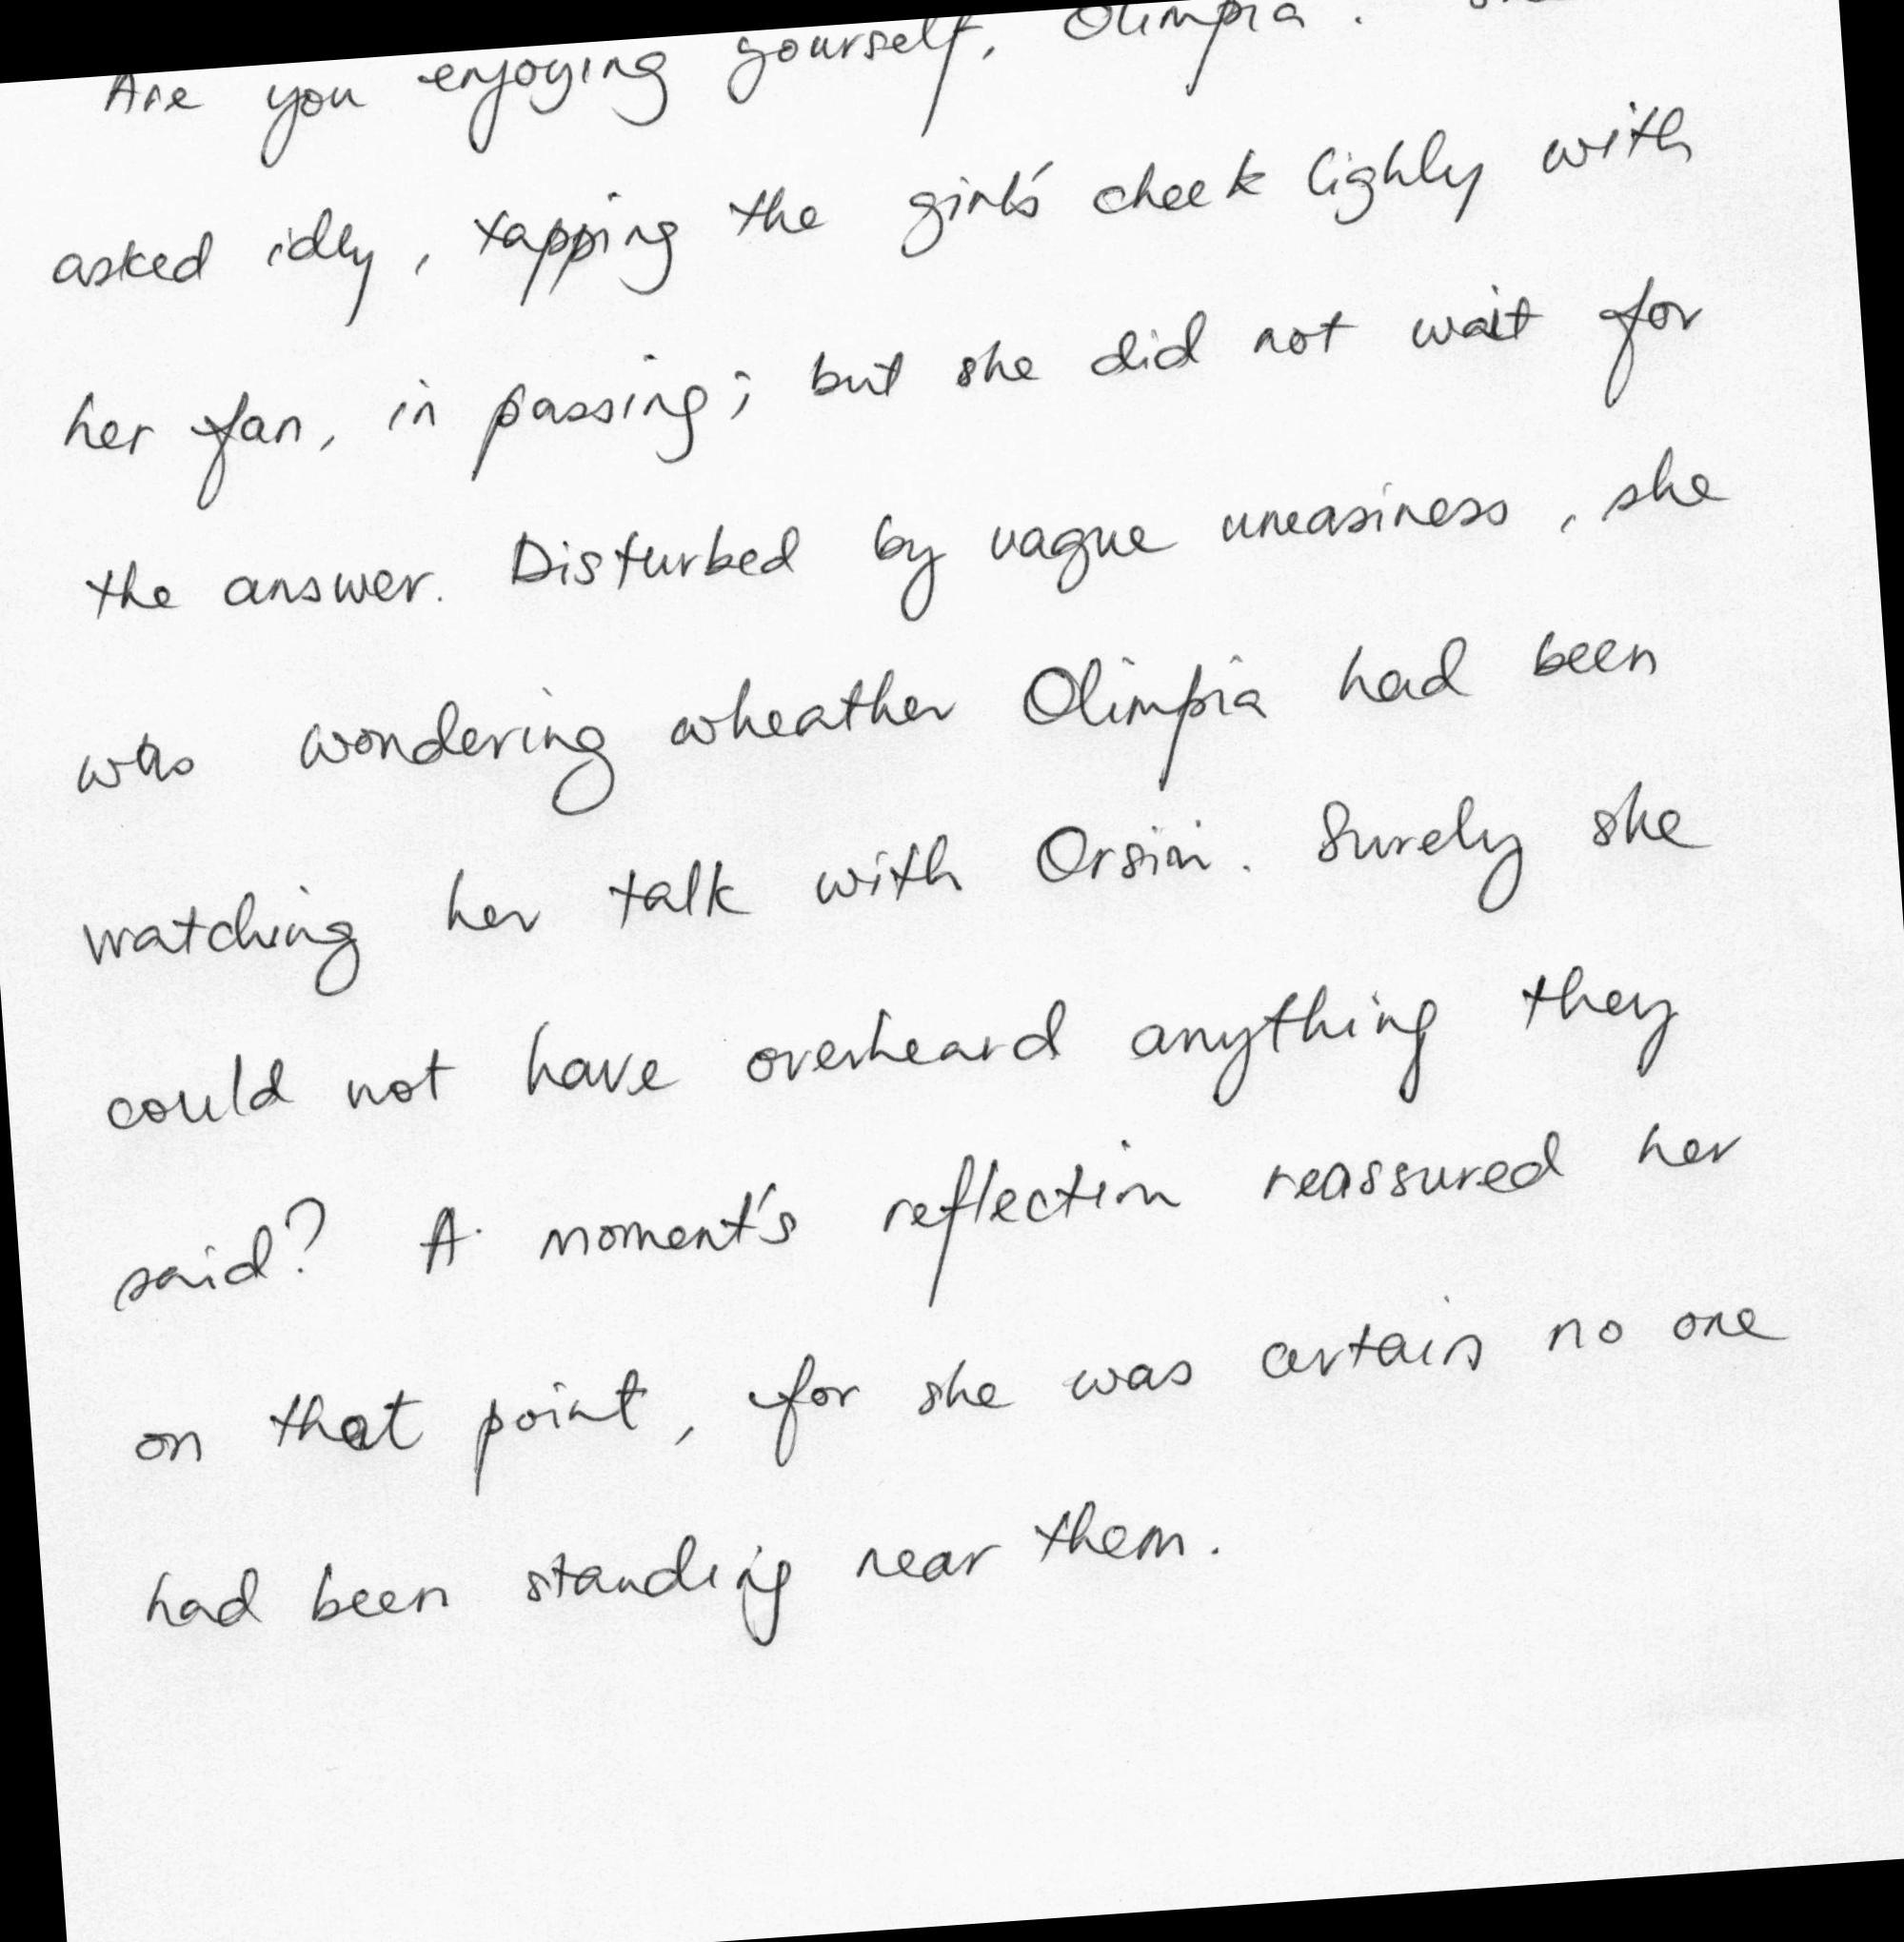 Are you enjoying yourself, Olimpia.
asked idly, tapping the girl's cheek lighly with
her fan, in passing; but she did not wait for
the answer. Disturbed by vague uneasiness, she
was wondering wheather Olimpia had been
watching her talk with Orsini. Surely she
could not have overheard anything they
said? A moment's reflection reassured her
on that point, for she was certain no one
had been standing near them.